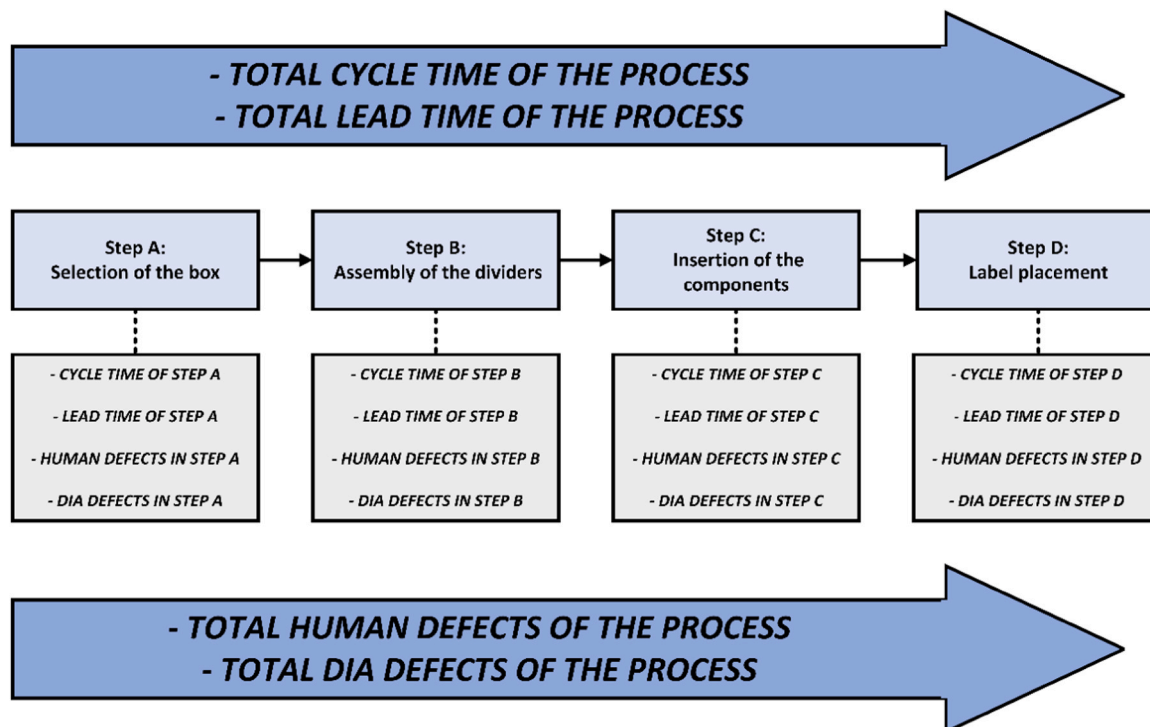 - TOTAL CYCLE TIME OF THE PROCESS
- TOTAL LEAD TIME OF THE PROCESS
Step A:
Selection of the box
Step B:
Assembly of the dividers
Step C:
Insertion of the
components
Step D:
Label placement
- CYCLE TIME OF STEP A
- LEAD TIME OF STEP A
- HUMAN DEFECTS IN STEP A
- DIA DEFECTS IN STEP A
- CYCLE TIME OF STEP B
- LEAD TIME OF STEP B
- HUMAN DEFECTS IN STEP B
- DIA DEFECTS IN STEP B
- CYCLE TIME OF STEP C
- LEAD TIME OF STEP C
- HUMAN DEFECTS IN STEP C
- DIA DEFECTS IN STEP C
- CYCLE TIME OF STEP D
- LEAD TIME OF STEP D
- HUMAN DEFECTS IN STEP D
- DIA DEFECTS IN STEP D
- TOTAL HUMAN DEFECTS OF THE PROCESS
- TOTAL DIA DEFECTS OF THE PROCESS